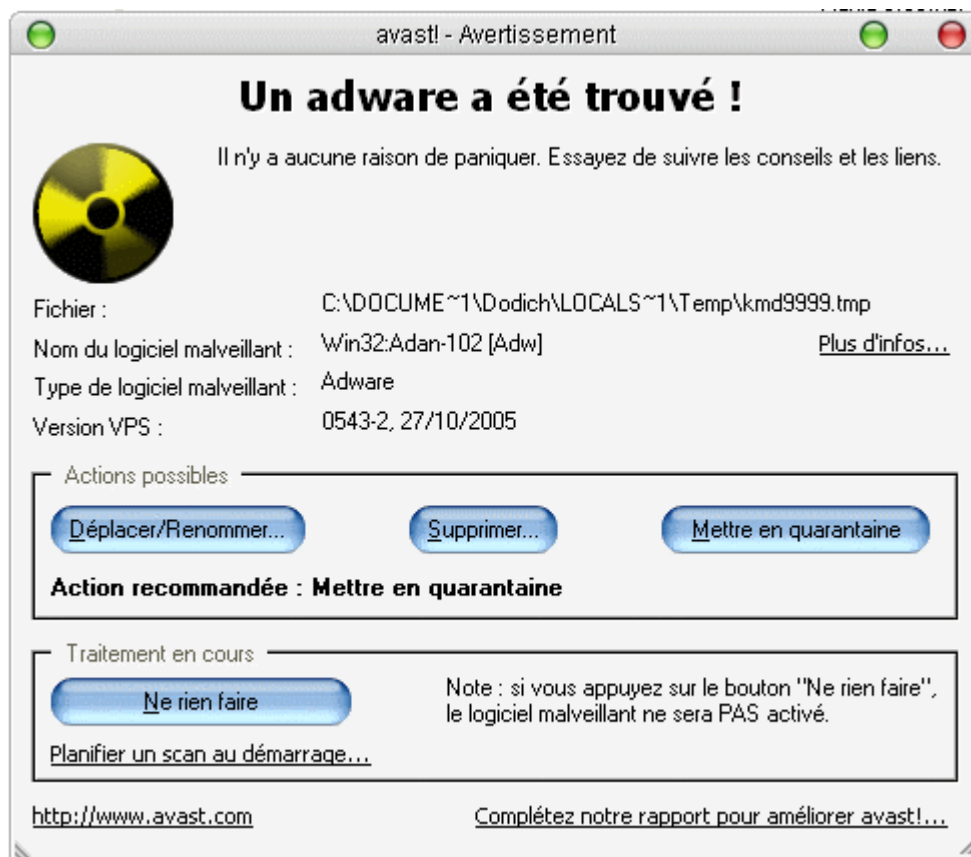 avast! - Avertissement
Un adware a été trouvé !
Il n'y a aucune raison de paniquer. Essayez de suivre les conseils et les liens.
Fichier : C:\DOCUME~1\Dodich\LOCALS~1\Temp\kmd9999.tmp
Nom du logiciel malveillant : Win32:Adan-102 [Adw] Plus d'infos...
Type de logiciel malveillant : Adware
Version VPS : 0543-2, 27/10/2005
Actions possibles
Déplacer/Renommer... Supprimer... Mettre en quarantaine
Action recommandée : Mettre en quarantaine
Traitement en cours
Ne rien faire
Note : si vous appuyez sur le bouton "Ne rien faire",
le logiciel malveillant ne sera PAS activé.
Planifier un scan au démarrage...
http://www.avast.com Complétez notre rapport pour améliorer avast!...